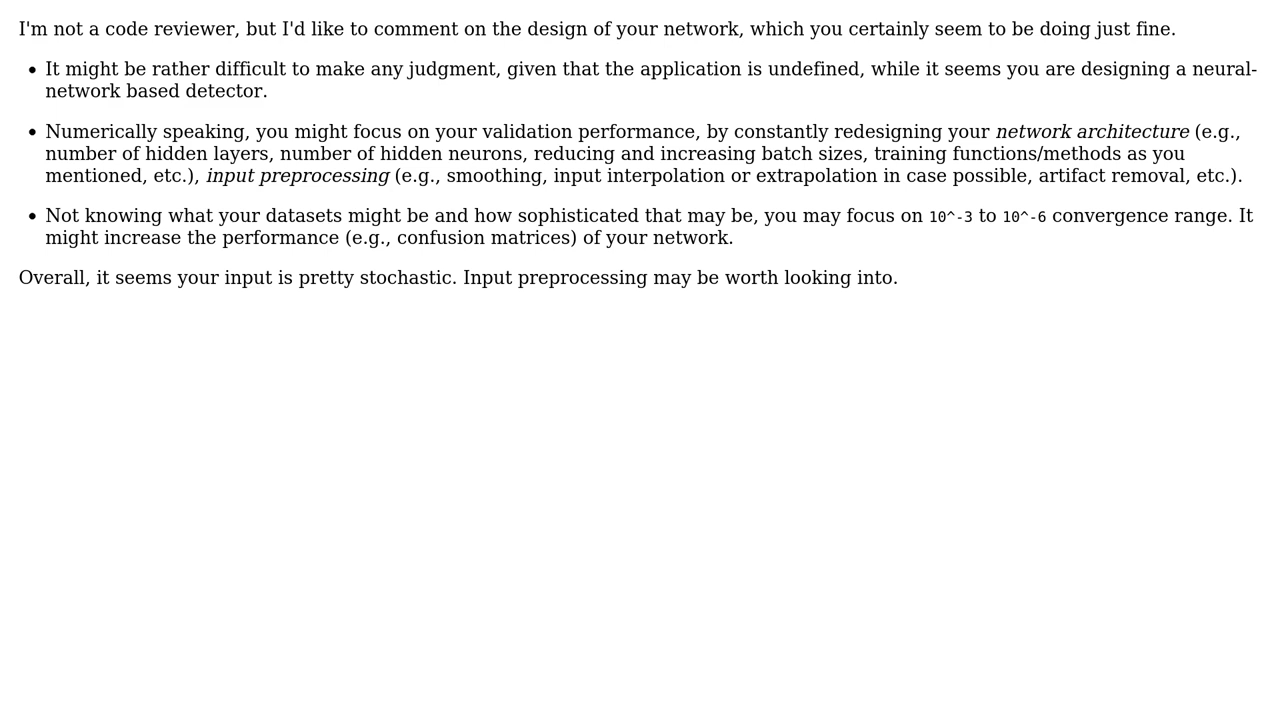 I'm not a code reviewer, but I'd like to comment on the design of your network, which you certainly seem to be doing just fine.
• It might be rather difficult to make any judgment, given that the application is undefined, while it seems you are designing a neural-
network based detector.
• Numerically speaking, you might focus on your validation performance, by constantly redesigning your network architecture (e.g.,
number of hidden layers, number of hidden neurons, reducing and increasing batch sizes, training functions/methods as you
mentioned, etc.), input preprocessing (e.g., smoothing, input interpolation or extrapolation in case possible, artifact removal, etc.).
• Not knowing what your datasets might be and how sophisticated that may be, you may focus on 10^-3 to 10^-6 convergence range. It
might increase the performance (e.g., confusion matrices) of your network.
Overall, it seems your input is pretty stochastic. Input preprocessing may be worth looking into.